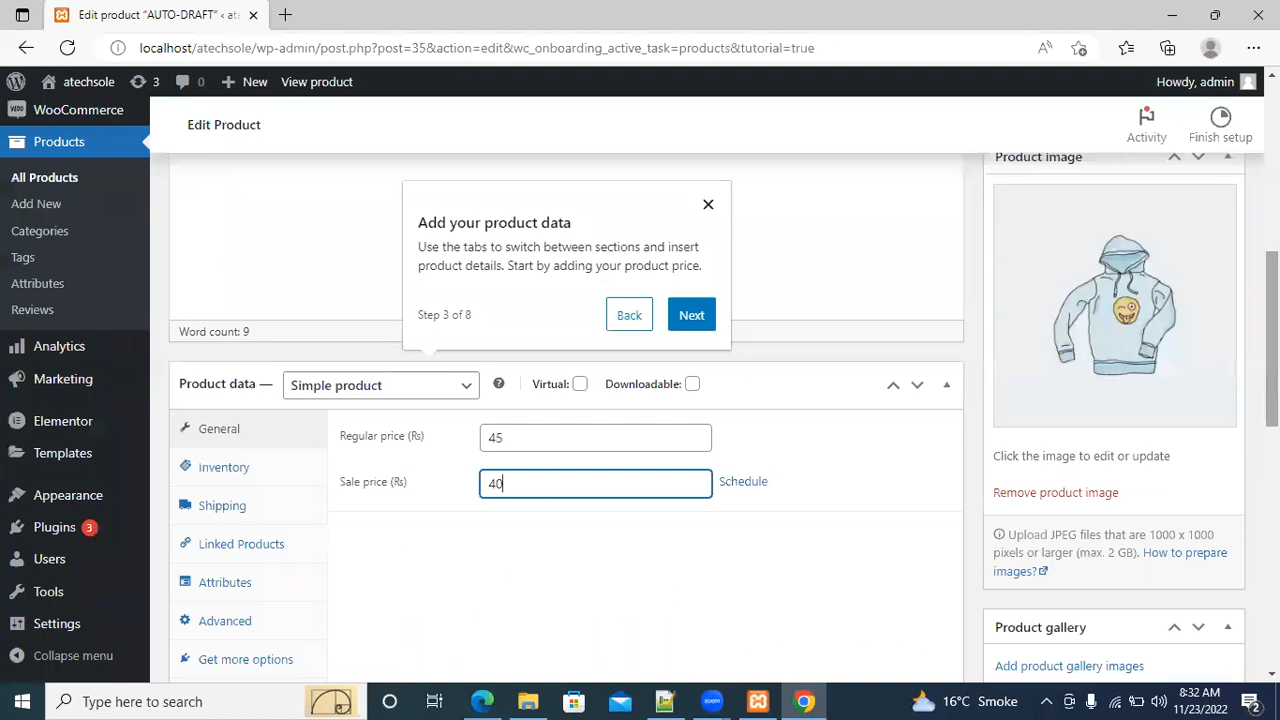 Edit product “AUTO-DRAFT” ‹ at
localhost/atechsole/wp-admin/post.php?post=35&action=edit&wc_onboarding_active_task=products&tutorial=true
atechsole
3
0
New
View product
Howdy, admin
WooCommerce
Products
All Products
Add New
Categories
Tags
Attributes
Reviews
Analytics
Marketing
Elementor
Templates
Appearance
Plugins 3
Users
Tools
Settings
Collapse menu
Edit Product
Activity
Finish setup
Add your product data
Use the tabs to switch between sections and insert
product details. Start by adding your product price.
Step 3 of 8
Back
Next
Word count: 9
Product data —
Simple product
Virtual:
Downloadable:
General
Inventory
Shipping
Linked Products
Attributes
Advanced
Get more options
Regular price (₨)
45
Sale price (₨)
40
Schedule
Product image
Click the image to edit or update
Remove product image
Upload JPEG files that are 1000 x 1000
pixels or larger (max. 2 GB). How to prepare
images?
Product gallery
Add product gallery images
Type here to search
16°C Smoke
8:32 AM
11/23/2022
2